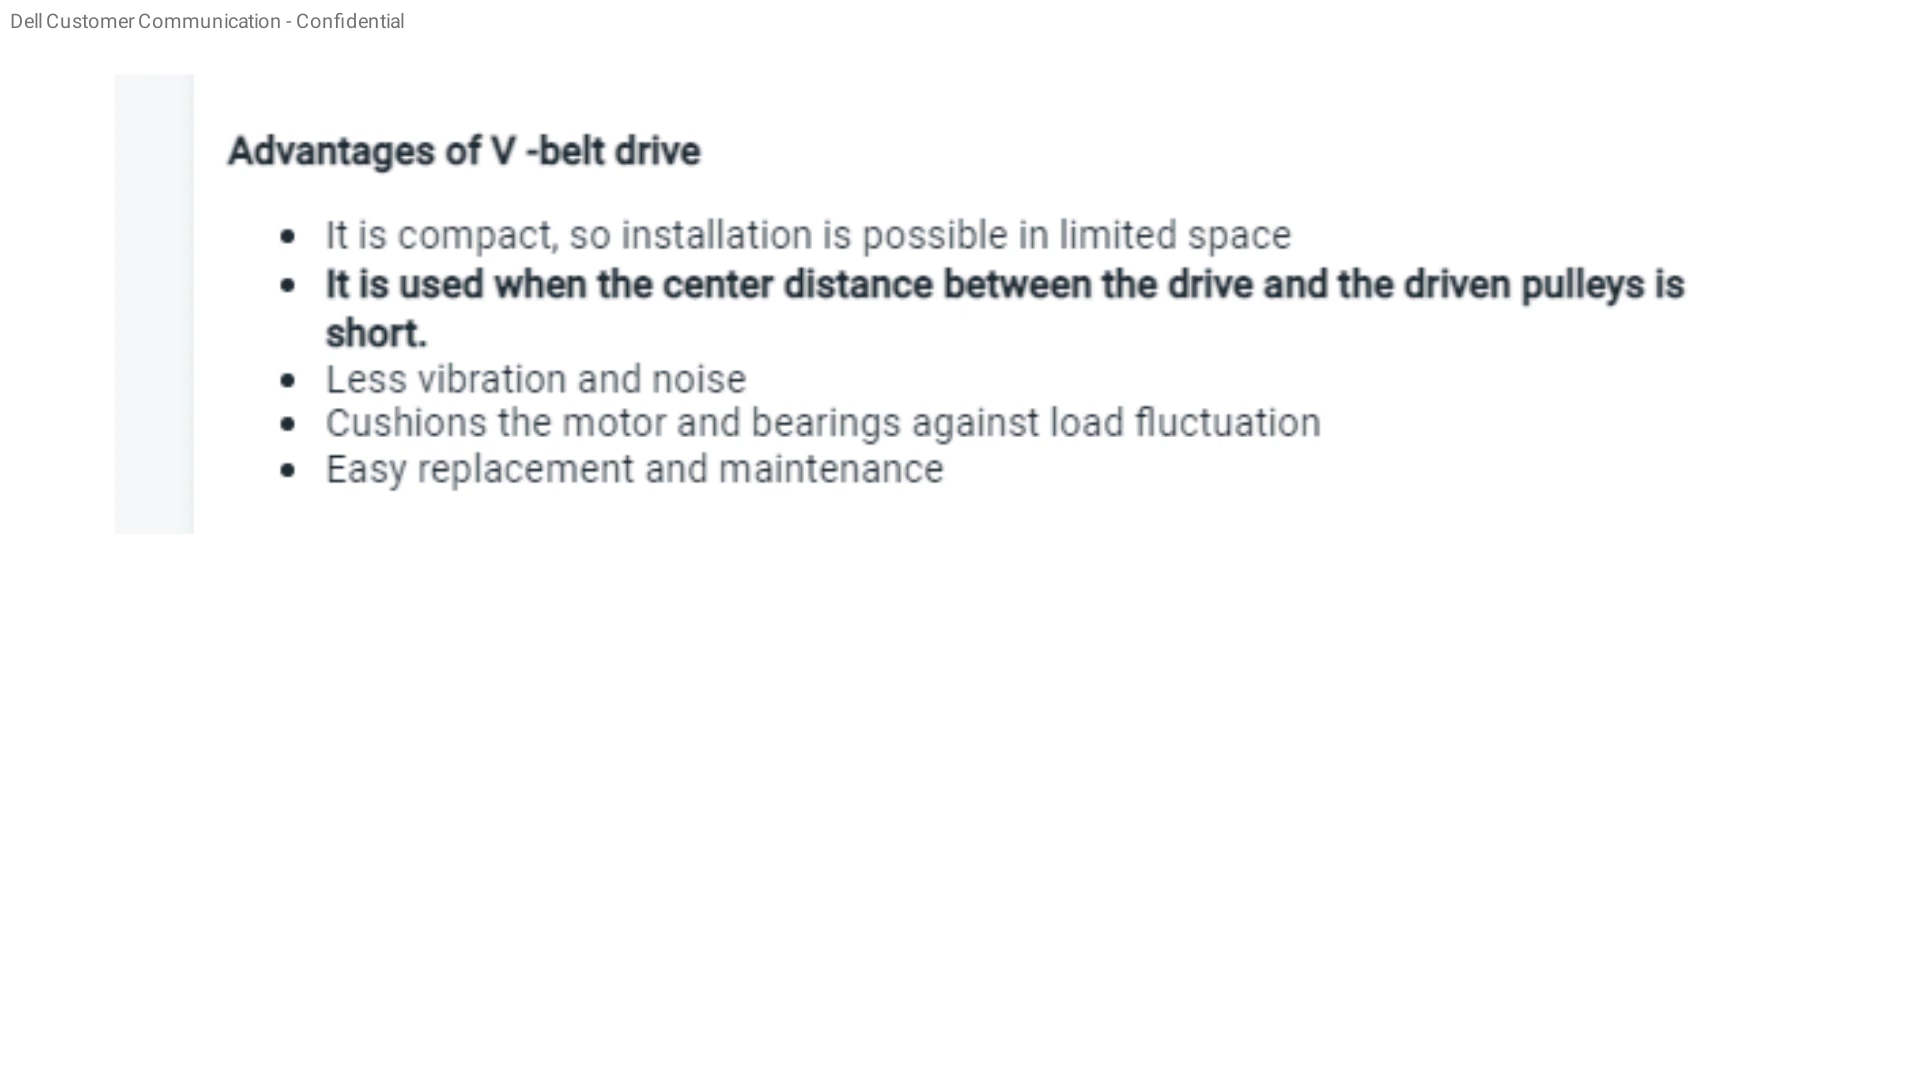 Dell Customer Communication - Confidential
Advantages of V -belt drive
• It is compact, so installation is possible in limited space
• It is used when the center distance between the drive and the driven pulleys is
short.
• Less vibration and noise
• Cushions the motor and bearings against load fluctuation
• Easy replacement and maintenance